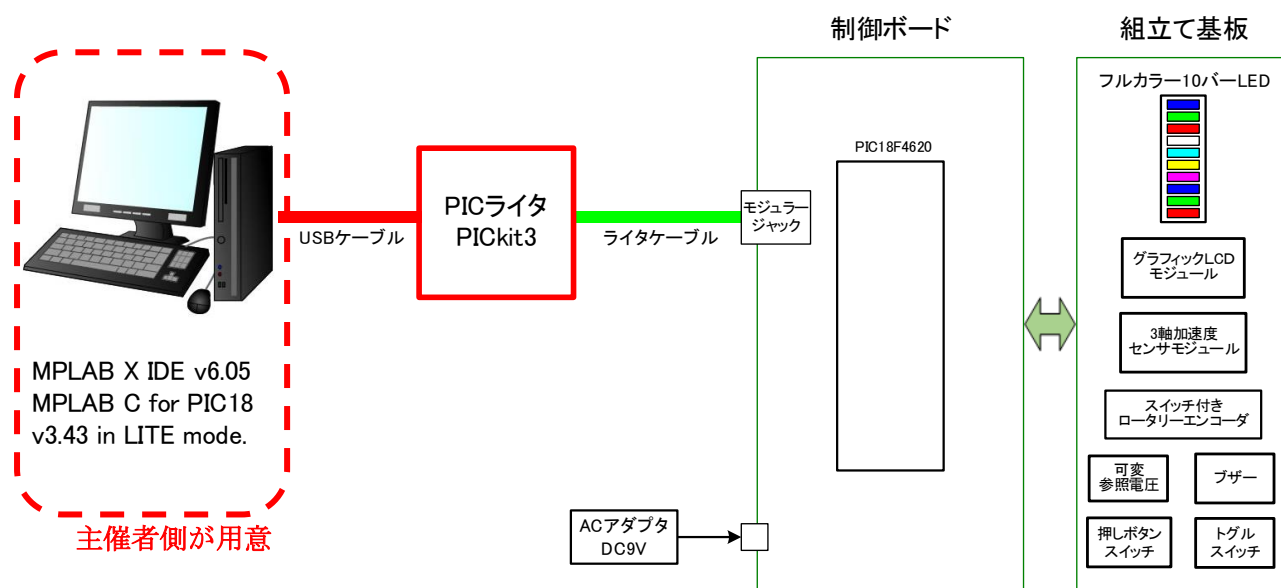 制御ボード
組立て基板
フルカラー10バーLED
PIC18F4620
PICライタ
PICkit3
モジュラー
ジャック
USBケーブル
ライタケーブル
グラフィックLCD
モジュール
3軸加速度
センサモジュール
MPLAB X IDE v6.05
MPLAB C for PIC18
v3.43 in LITE mode.
スイッチ付き
ロータリーエンコーダ
可変
参照電圧
ブザー
主催者側が用意
ACアダプタ
DC9V
押しボタン
スイッチ
トグル
スイッチ